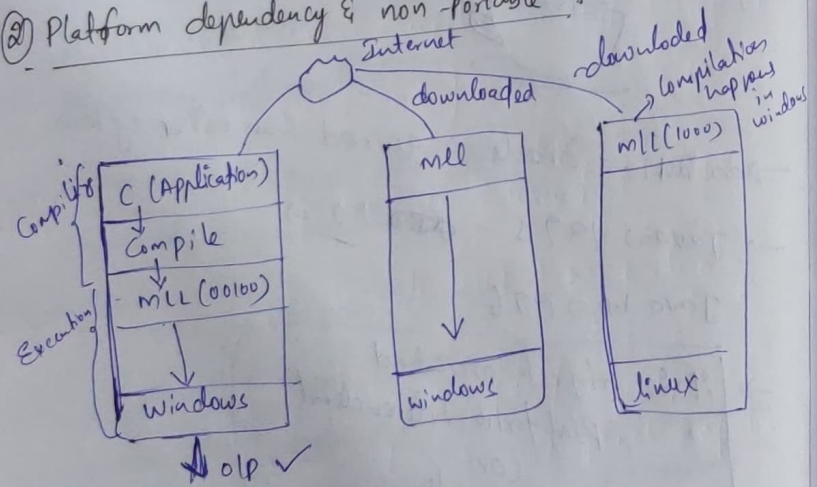 ② Platform dependency & non-Portable
Internet
downloded
downloaded
Compilation
happens
in
windows
C (Application)
Compile
MLL (00100)
Windows
O/P ✓
Execution
mll
windows
mll (1000)
linux